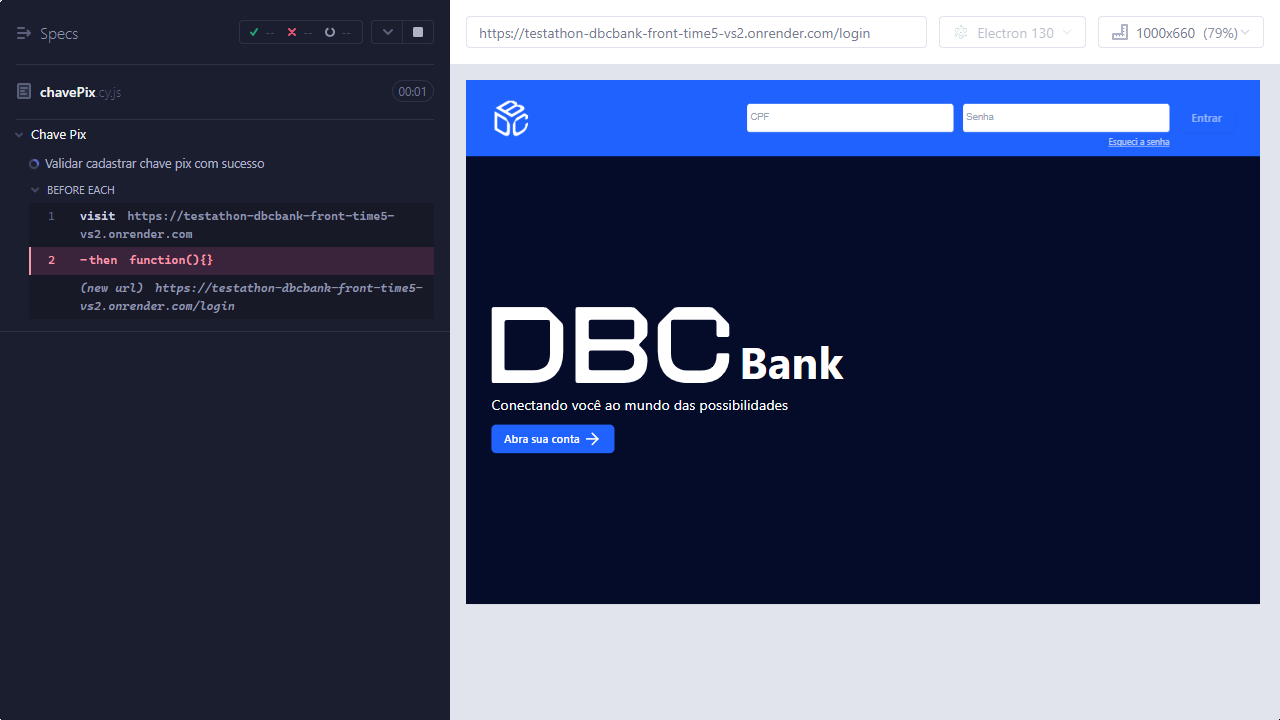 Specs
-- -- --
chavePix.cy.js
00:01
Chave Pix
Validar cadastrar chave pix com sucesso
BEFORE EACH
1 visit https://testathon-dbcbank-front-time5-
vs2.onrender.com
2 -then function(){}
(new url) https://testathon-dbcbank-front-time5-
vs2.onrender.com/login
https://testathon-dbcbank-front-time5-vs2.onrender.com/login
Electron 130
1000x660 (79%)
CPF
Senha
Entrar
Esqueci a senha
DBC Bank
Conectando você ao mundo das possibilidades
Abra sua conta